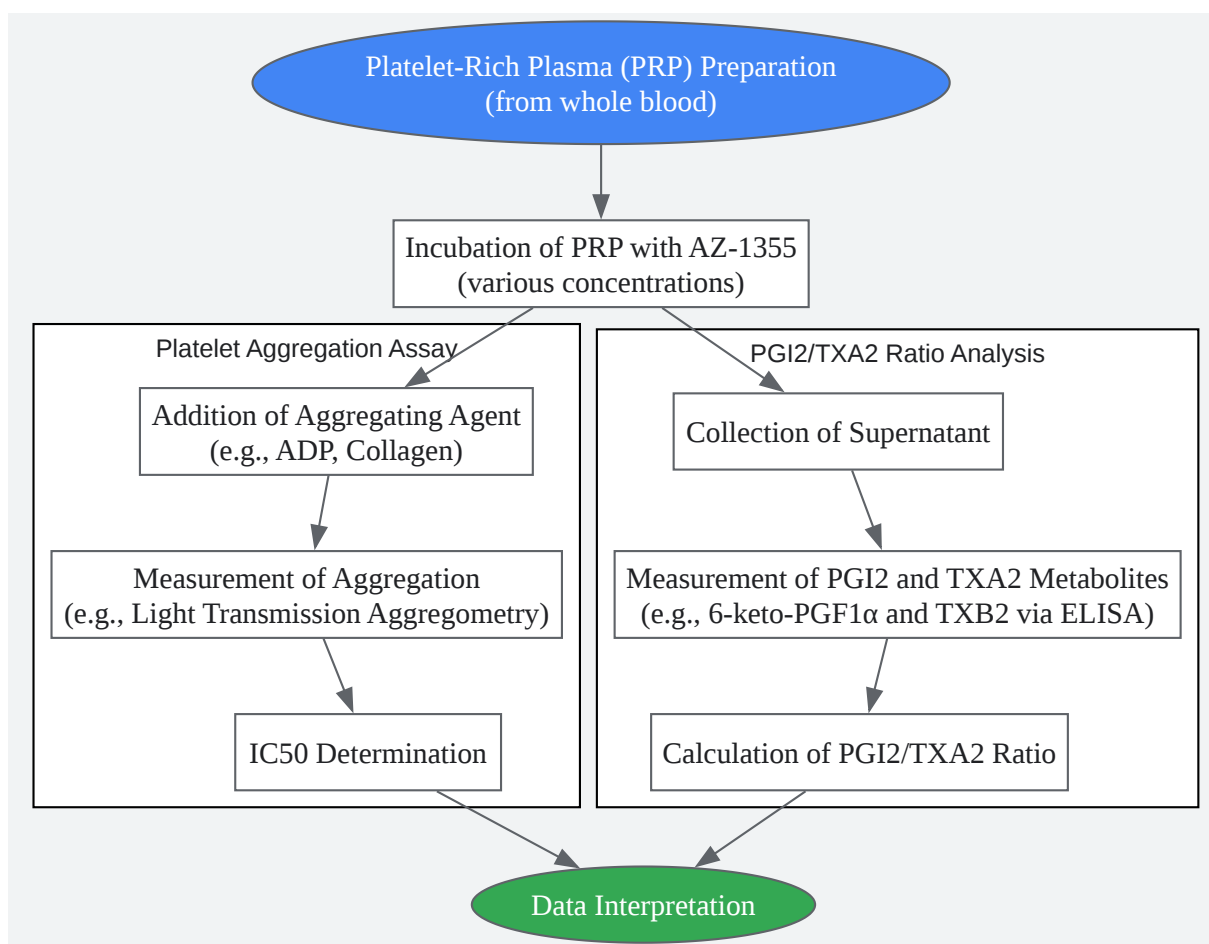 Platelet-Rich Plasma (PRP) Preparation
(from whole blood)
Incubation of PRP with AZ-1355
(various concentrations)
Platelet Aggregation Assay
Addition of Aggregating Agent
(e.g., ADP, Collagen)
Measurement of Aggregation
(e.g., Light Transmission Aggregometry)
IC50 Determination
PGI2/TXA2 Ratio Analysis
Collection of Supernatant
Measurement of PGI2 and TXA2 Metabolites
(e.g., 6-keto-PGF1α and TXB2 via ELISA)
Calculation of PGI2/TXA2 Ratio
Data Interpretation